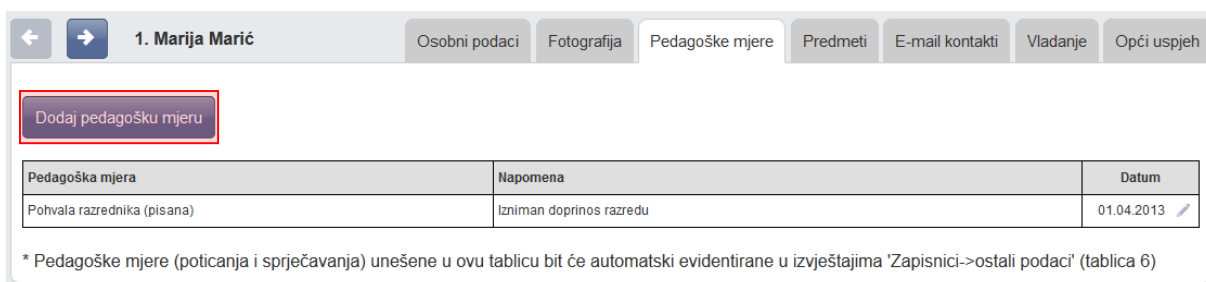 1. Marija Marić Osobni podaci Fotografija Pedagoške mjere Predmeti E-mail kontakti Vladanje Opći uspjeh
Dodaj pedagošku mjeru
Pedagoška mjera Napomena Datum
Pohvala razrednika (pisana) Izniman doprinos razredu 01.04.2013
* Pedagoške mjere (poticanja i sprječavanja) unešene u ovu tablicu bit će automatski evidentirane u izvještajima 'Zapisnici->ostali podaci' (tablica 6)